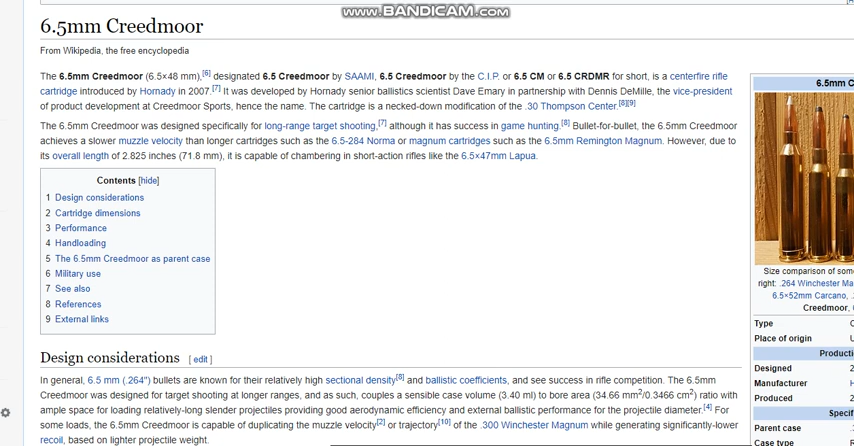 www.BANDICAM.com
6.5mm Creedmoor
From Wikipedia, the free encyclopedia
The 6.5mm Creedmoor (6.5×48 mm),[6] designated 6.5 Creedmoor by SAAMI, 6.5 Creedmoor by the C.I.P. or 6.5 CM or 6.5 CRDMR for short, is a centerfire rifle
cartridge introduced by Hornady in 2007.[7] It was developed by Hornady senior ballistics scientist Dave Emary in partnership with Dennis DeMille, the vice-president
of product development at Creedmoor Sports, hence the name. The cartridge is a necked-down modification of the .30 Thompson Center.[8][9]
The 6.5mm Creedmoor was designed specifically for long-range target shooting,[7] although it has success in game hunting.[8] Bullet-for-bullet, the 6.5mm Creedmoor
achieves a slower muzzle velocity than longer cartridges such as the 6.5-284 Norma or magnum cartridges such as the 6.5mm Remington Magnum. However, due to
its overall length of 2.825 inches (71.8 mm), it is capable of chambering in short-action rifles like the 6.5×47mm Lapua.
Contents [hide]
1 Design considerations
2 Cartridge dimensions
3 Performance
4 Handloading
5 The 6.5mm Creedmoor as parent case
6 Military use
7 See also
8 References
9 External links
Design considerations [ edit ]
In general, 6.5 mm (.264″) bullets are known for their relatively high sectional density[8] and ballistic coefficients, and see success in rifle competition. The 6.5mm
Creedmoor was designed for target shooting at longer ranges, and as such, couples a sensible case volume (3.40 ml) to bore area (34.66 mm2/0.3466 cm2) ratio with
ample space for loading relatively-long slender projectiles providing good aerodynamic efficiency and external ballistic performance for the projectile diameter.[4] For
some loads, the 6.5mm Creedmoor is capable of duplicating the muzzle velocity[2] or trajectory[10] of the .300 Winchester Magnum while generating significantly-lower
recoil, based on lighter projectile weight.
6.5mm C
Size comparison of som
right: .264 Winchester Ma
6.5×52mm Carcano, .
Creedmoor,
Type
Place of origin U
Producti
Designed 2
Manufacturer H
Produced 2
Specif
Parent case .
Case type